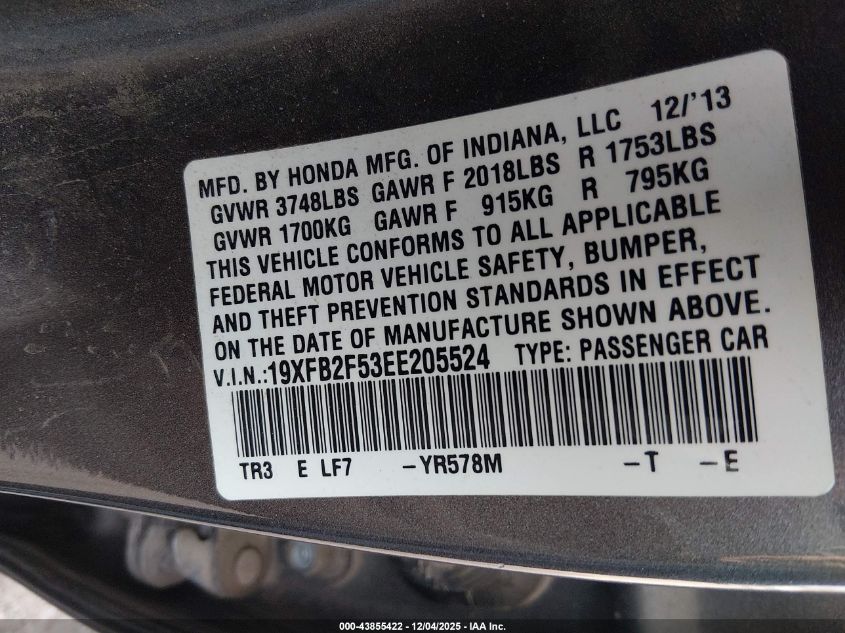 MFD. BY HONDA MFG. OF INDIANA, LLC 12/'13
GVWR 3748LBS GAWR F 2018LBS R 1753LBS
GVWR 1700KG GAWR F 915KG R 795KG
THIS VEHICLE CONFORMS TO ALL APPLICABLE
FEDERAL MOTOR VEHICLE SAFETY, BUMPER,
AND THEFT PREVENTION STANDARDS IN EFFECT
ON THE DATE OF MANUFACTURE SHOWN ABOVE.
V.I.N.:19XFB2F53EE205524 TYPE: PASSENGER CAR
TR3 E LF7 -YR578M -T -E
000-43855422 - 12/04/2025 - IAA Inc.